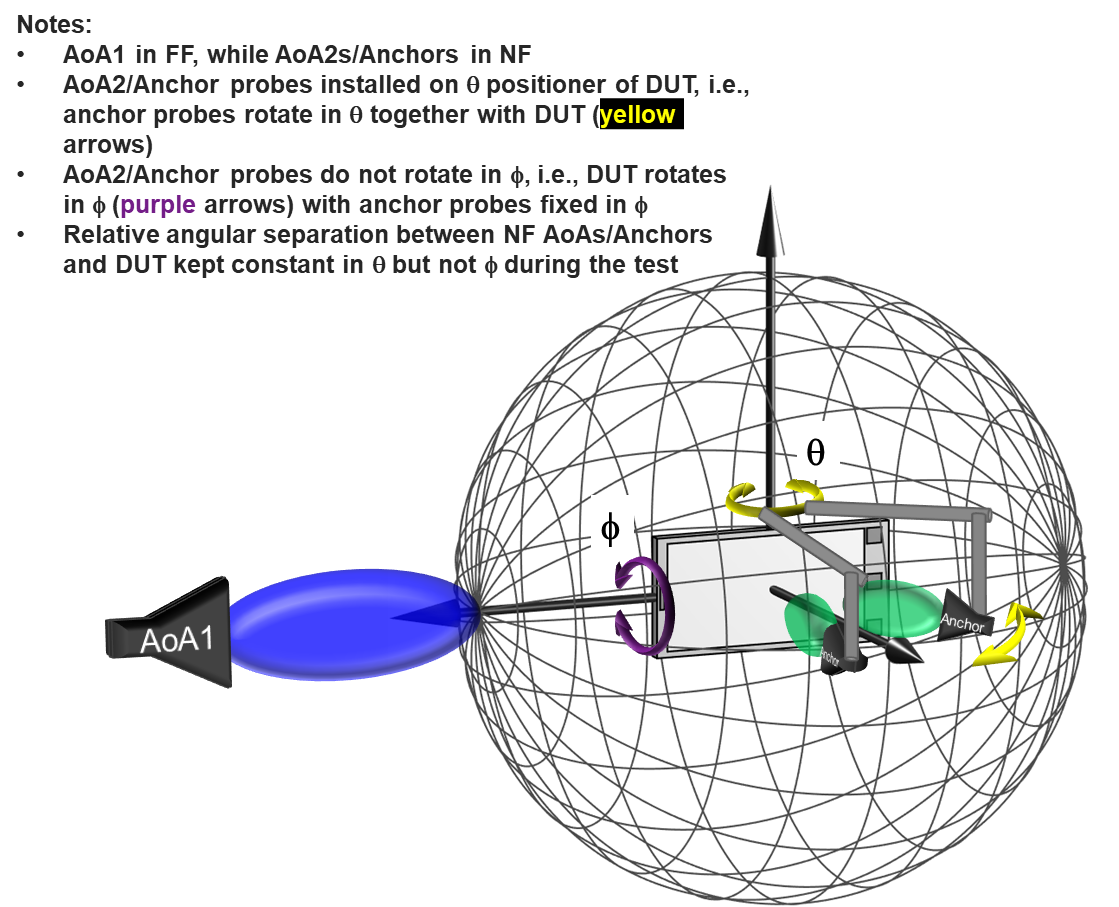 Notes:
• AoA1 in FF, while AoA2s/Anchors in NF
• AoA2/Anchor probes installed on θ positioner of DUT, i.e.,
anchor probes rotate in θ together with DUT (yellow
arrows)
• AoA2/Anchor probes do not rotate in ϕ, i.e., DUT rotates
in ϕ (purple arrows) with anchor probes fixed in ϕ
• Relative angular separation between NF AoAs/Anchors
and DUT kept constant in θ but not ϕ during the test
θ
ϕ
AoA1
Anchor
Anchor